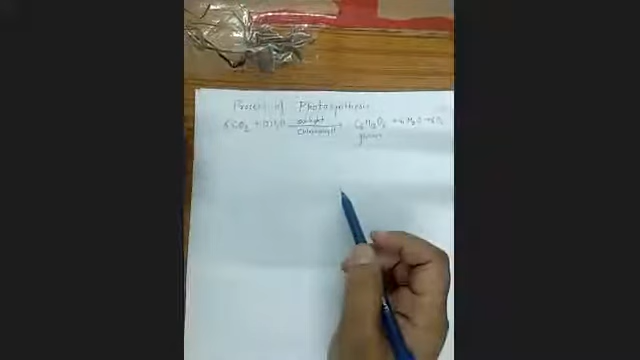 Process of Photosynthesis
6CO2 + 12H2O sunlight chlorophyll → C6H12O6 + 6H2O + 6O2
glucose